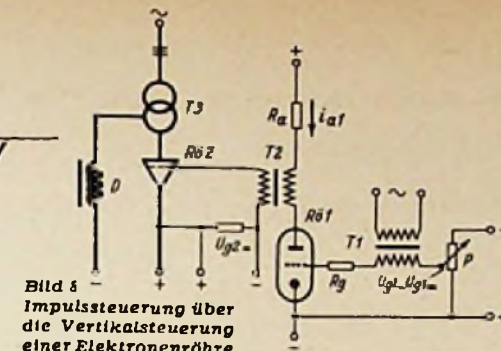 T3
Rö2
D
T2
Ra
ia1
Rö1
T1
Ug2=
Rg
Ug1~Ug1=
P
Bild 8
Impulssteuerung über
die Vertikalsteuerung
einer Elektronenröhre